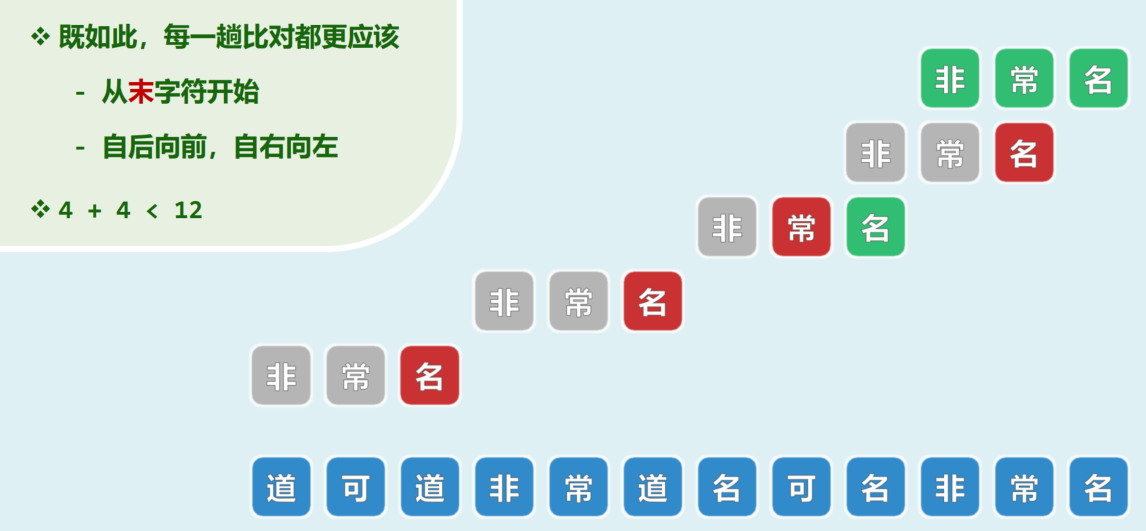 ❖ 既如此，每一趟比对都更应该
- 从末字符开始
- 自后向前，自右向左
❖ 4 + 4 < 12
非 常 名
非 常 名
非 常 名
非 常 名
非 常 名
道 可 道 非 常 道 名 可 名 非 常 名